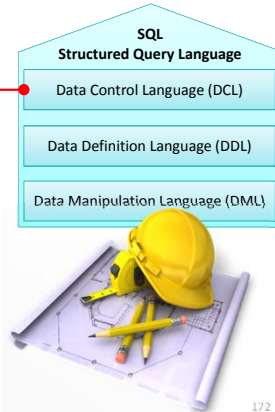 SQL
Structured Query Language
Data Control Language (DCL)
Data Definition Language (DDL)
Data Manipulation Language (DML)
172